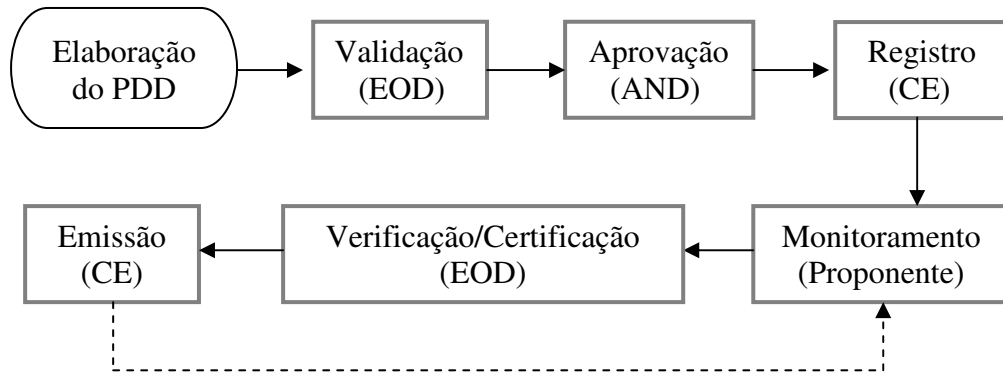 Elaboração
do PDD
Validação
(EOD)
Aprovação
(AND)
Registro
(CE)
Emissão
(CE)
Verificação/Certificação
(EOD)
Monitoramento
(Proponente)